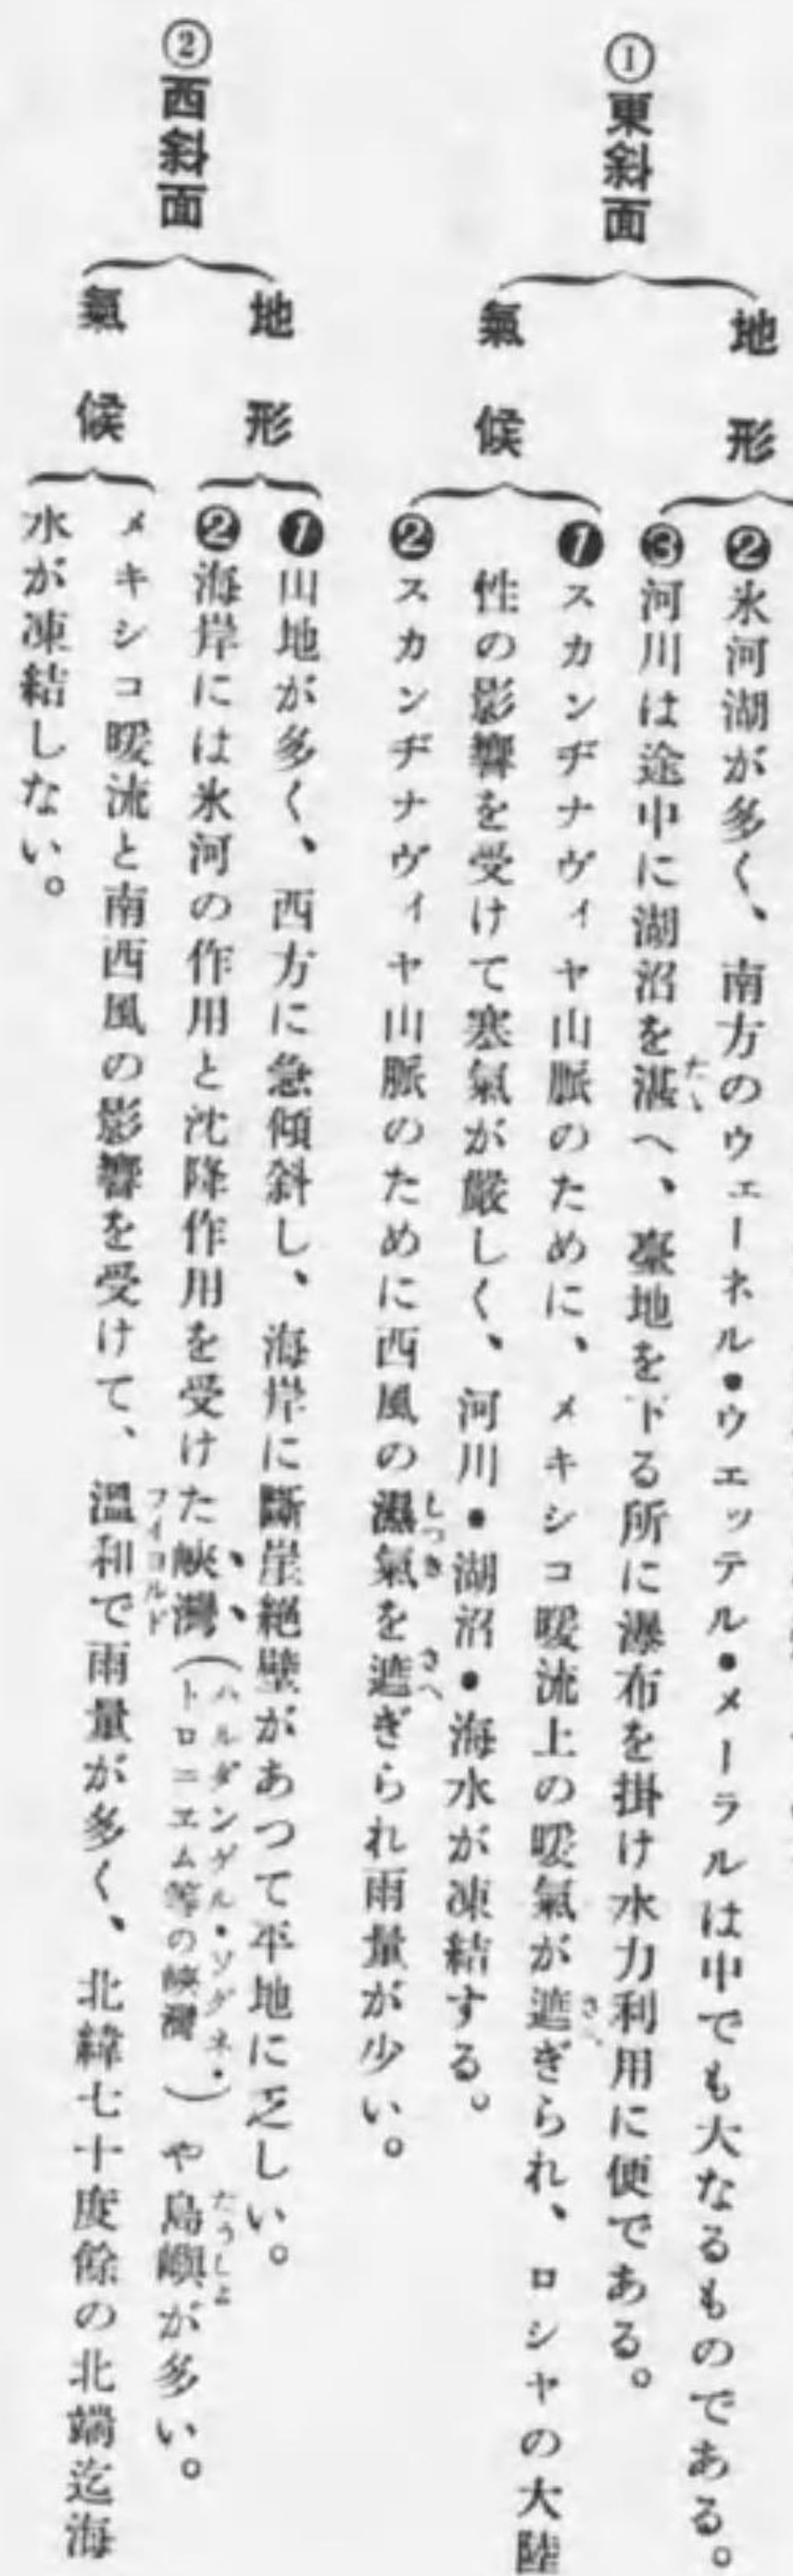 ①東斜面
地形
❷氷河湖が多く、南方のウェーネル・ウエッテル・メーラルは中でも大なるものである。
❸河川は途中に湖沼を湛へ、臺地を下る所に瀑布を掛け水力利用に便である。
氣候
❶スカンヂナヴィヤ山脈のために、メキシコ暖流上の暖氣が遮ぎられ、ロシヤの大陸
性の影響を受けて寒氣が嚴しく、河川・湖沼・海水が凍結する。
❷スカンヂナヴィヤ山脈のために西風の濕氣を遮ぎられ雨量が少い。
②西斜面
地形
❶山地が多く、西方に急傾斜し、海岸に斷崖絶壁があつて平地に乏しい。
❷海岸には氷河の作用と沈降作用を受けた峽灣(ハルダンゲル・ソグネ・トロニエム等の峽灣)や島嶼が多い。
氣候
メキシコ暖流と南西風の影響を受けて、溫和で雨量が多く、北緯七十度餘の北端迄海
水が凍結しない。